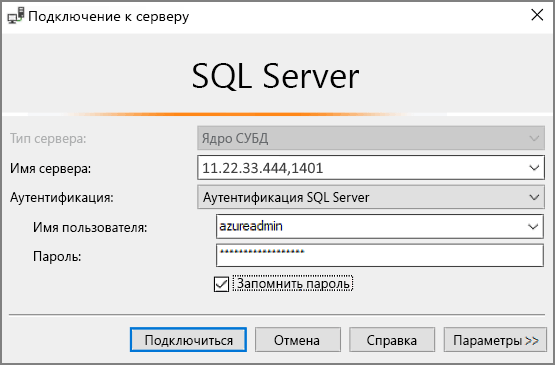 Подключение к серверу
SQL Server
Тип сервера: Ядро СУБД
Имя сервера: 11.22.33.444,1401
Аутентификация: Аутентификация SQL Server
Имя пользователя: azureadmin
Пароль: ******************
Запомнить пароль
Подключиться Отмена Справка Параметры >>